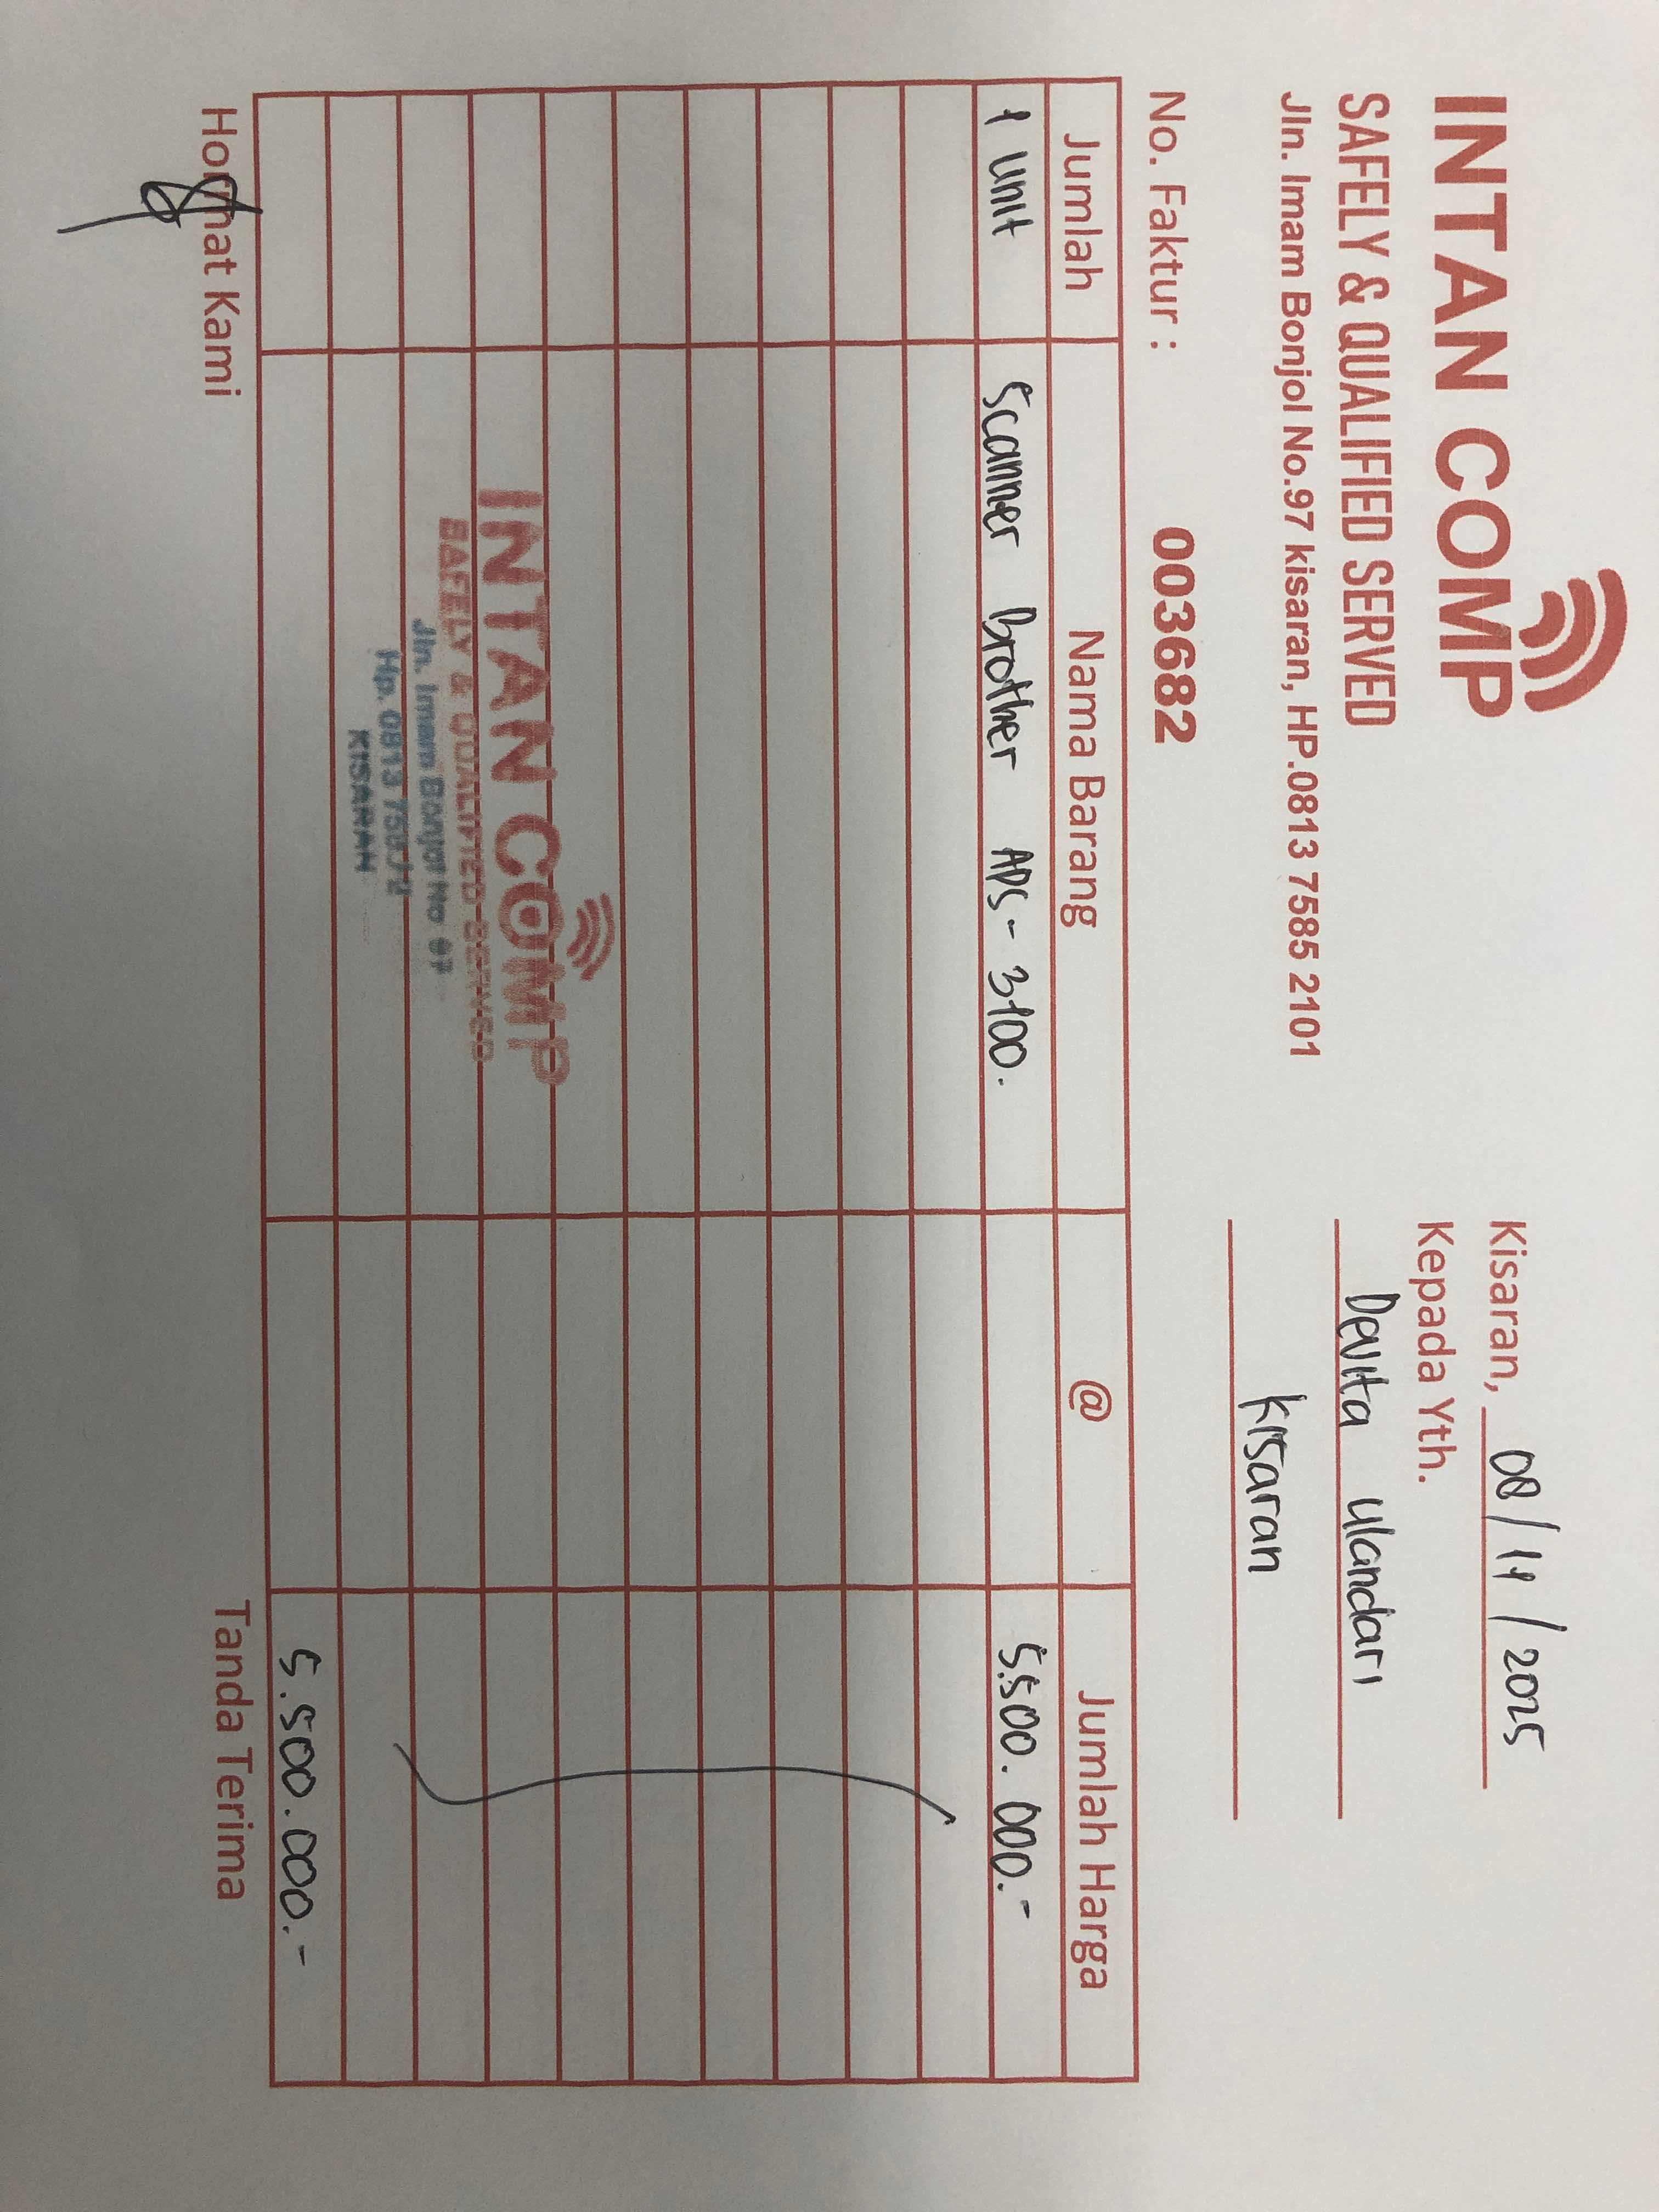 INTAN COMP
SAFELY & QUALIFIED SERVED
Jln. Imam Bonjol No.97 kisaran, HP.0813 7585 2101
Kisaran, 08/11/2025
Kepada Yth.
Devita Ulandari
Kisaran
No. Faktur : 003682
Jumlah Nama Barang @ Jumlah Harga
1 Unit Scanner Brother ADS-3100. 5.500.000.-
INTAN COMP
SAFELY & QUALIFIED SERVED
Jln. Imam Bonjol No 97
Hp. 0813
KISARAN
5.500.000.-
Hormat Kami Tanda Terima